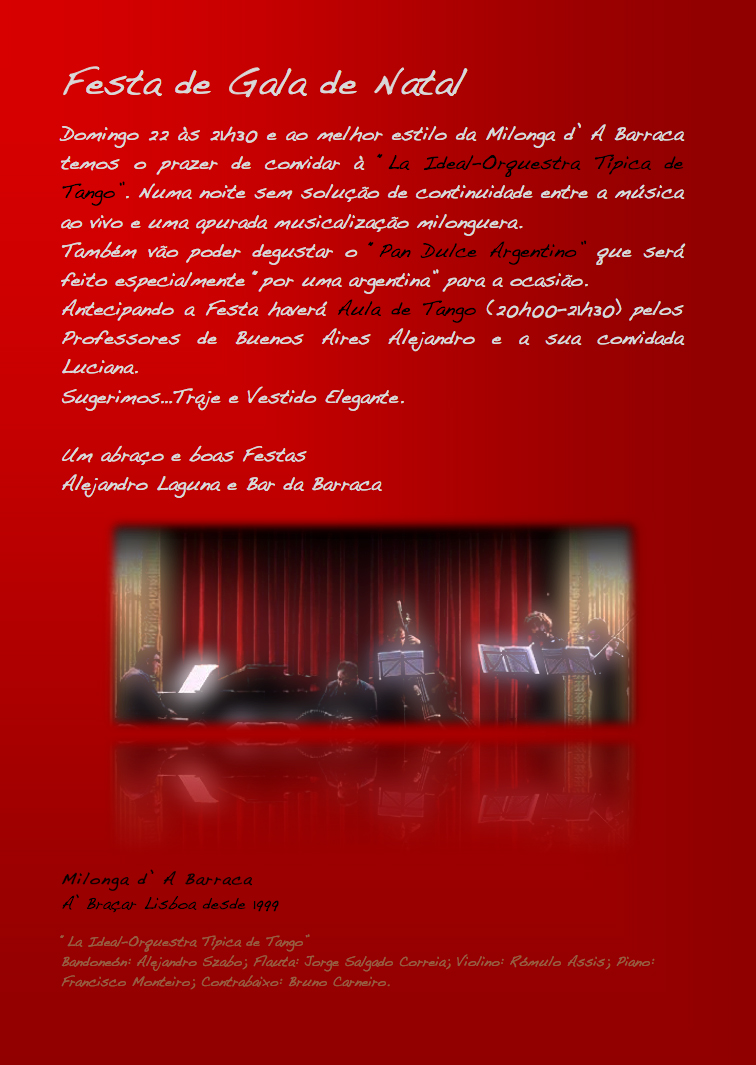 Festa de Gala de Natal
Domingo 22 às 21h30 e ao melhor estilo da Milonga d` A Barraca
temos o prazer de convidar à "La Ideal-Orquestra Típica de
Tango". Numa noite sem solução de continuidade entre a música
ao vivo e uma apurada musicalização milonguera.
Também vão poder degustar o "Pan Dulce Argentino" que será
feito especialmente "por uma argentina" para a ocasião.
Antecipando a Festa haverá Aula de Tango (20h00-21h30) pelos
Professores de Buenos Aires Alejandro e a sua convidada
Luciana.
Sugerimos...Traje e Vestido Elegante.
Um abraço e boas Festas
Alejandro Laguna e Bar da Barraca
Milonga d` A Barraca
A` Braçar Lisboa desde 1999
"La Ideal-Orquestra Típica de Tango"
Bandoneón: Alejandro Szabo; Flauta: Jorge Salgado Correia; Violino: Rómulo Assis; Piano:
Francisco Monteiro; Contrabaixo: Bruno Carneiro.